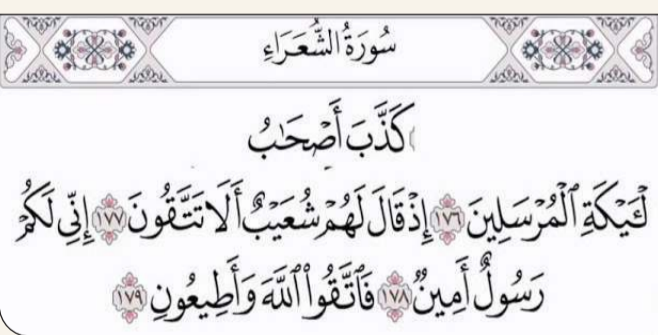 سُورَةُ الشُّعَرَاءِ
كَذَّبَ أَصْحَٰبُ
لْـَٔيْكَةِ ٱلْمُرْسَلِينَ ١٧٦ إِذْ قَالَ لَهُمْ شُعَيْبٌ أَلَا تَتَّقُونَ ١٧٧ إِنِّي لَكُمْ
رَسُولٌ أَمِينٌ ١٧٨ فَٱتَّقُوا۟ ٱللَّهَ وَأَطِيعُونِ ١٧٩